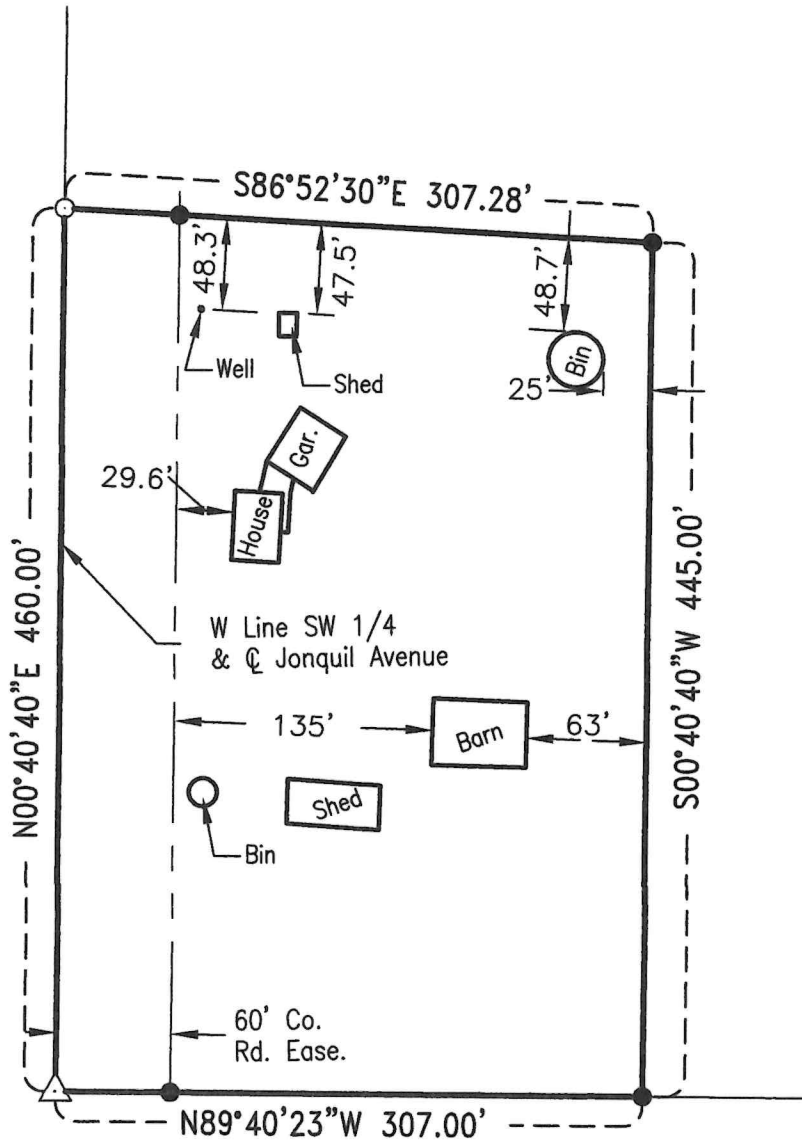 S86°52'30"E 307.28'
48.3'
47.5'
48.7'
Well
Shed
Bin
25'
Gar.
29.6'
House
N00°40'40"E 460.00'
S00°40'40"W 445.00'
W Line SW 1/4
& ℄ Jonquil Avenue
135'
Barn
63'
Shed
Bin
60' Co.
Rd. Ease.
N89°40'23"W 307.00'